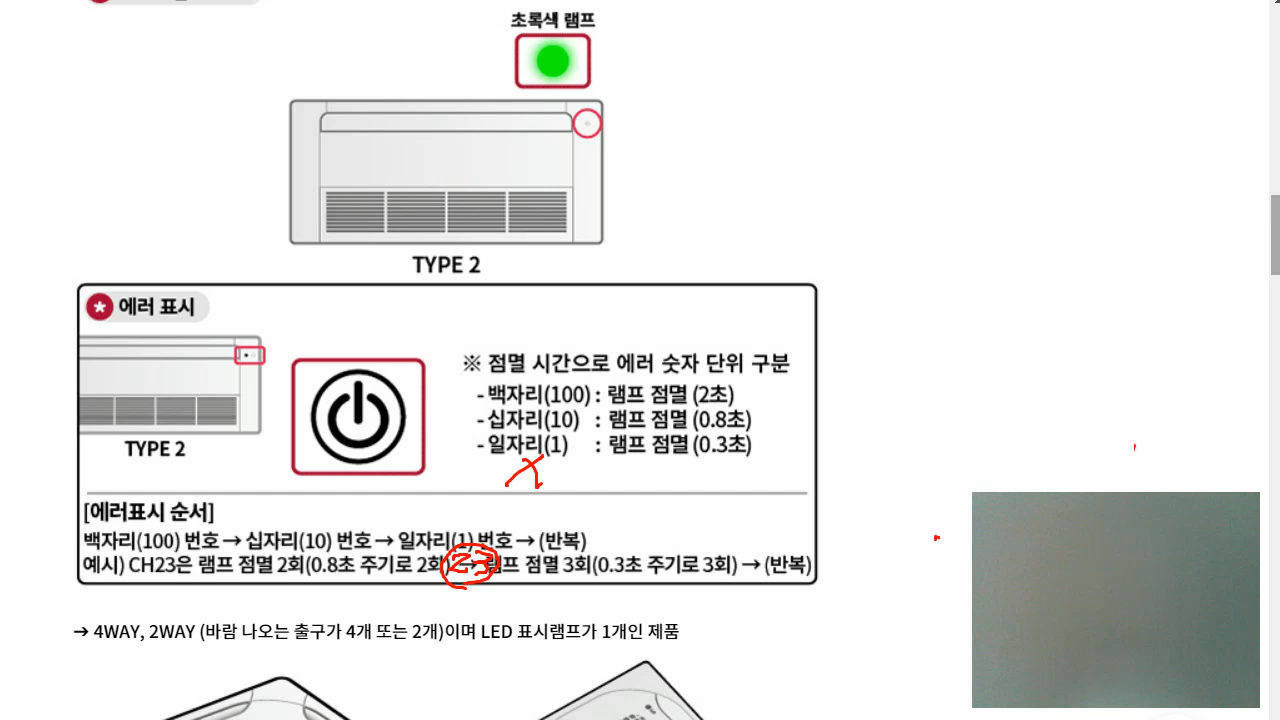 초록색 램프
TYPE 2
* 에러 표시
TYPE 2
※ 점멸 시간으로 에러 숫자 단위 구분
- 백자리(100) : 램프 점멸 (2초)
- 십자리(10) : 램프 점멸 (0.8초)
- 일자리(1) : 램프 점멸 (0.3초)
[에러표시 순서]
백자리(100) 번호 → 십자리(10) 번호 → 일자리(1) 번호 → (반복)
예시) CH23은 램프 점멸 2회(0.8초 주기로 2회) → 램프 점멸 3회(0.3초 주기로 3회) → (반복)
23
→ 4WAY, 2WAY (바람 나오는 출구가 4개 또는 2개)이며 LED 표시램프가 1개인 제품